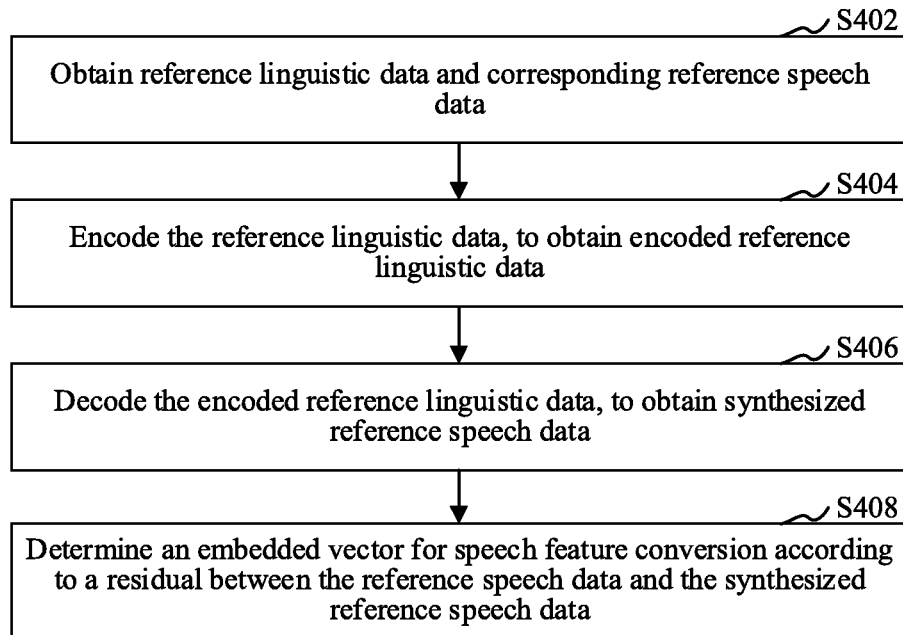 S402
Obtain reference linguistic data and corresponding reference speech
data
S404
Encode the reference linguistic data, to obtain encoded reference
linguistic data
S406
Decode the encoded reference linguistic data, to obtain synthesized
reference speech data
S408
Determine an embedded vector for speech feature conversion according
to a residual between the reference speech data and the synthesized
reference speech data